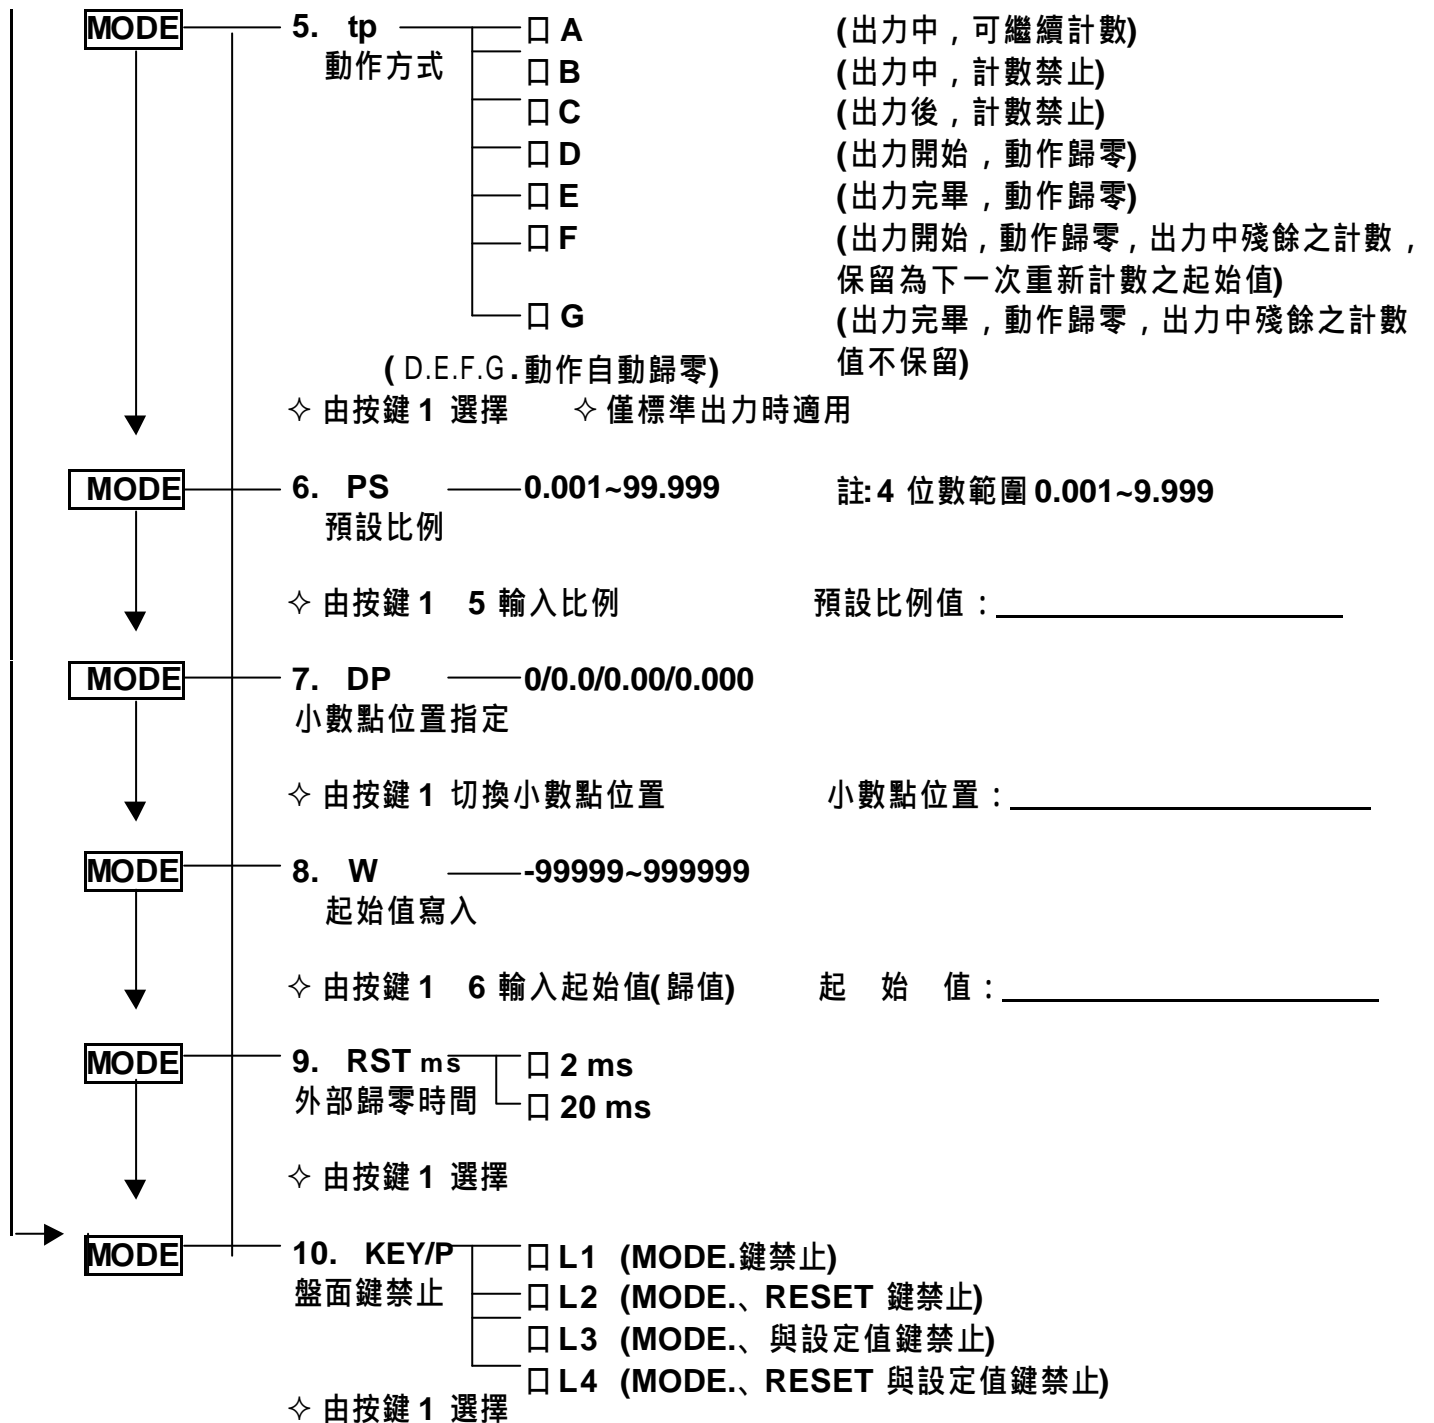 MODE 5. tp 口 A (出力中，可繼續計數)
動作方式 口 B (出力中，計數禁止)
口 C (出力後，計數禁止)
口 D (出力開始，動作歸零)
口 E (出力完畢，動作歸零)
口 F (出力開始，動作歸零，出力中殘餘之計數，
保留為下一次重新計數之起始值)
口 G (出力完畢，動作歸零，出力中殘餘之計數
值不保留)
( D.E.F.G.動作自動歸零)
✧ 由按鍵 1 選擇 ✧ 僅標準出力時適用
MODE 6. PS 0.001~99.999 註:4 位數範圍 0.001~9.999
預設比例
✧ 由按鍵 1 5 輸入比例 預設比例值：
MODE 7. DP 0/0.0/0.00/0.000
小數點位置指定
✧ 由按鍵 1 切換小數點位置 小數點位置：
MODE 8. W -99999~999999
起始值寫入
✧ 由按鍵 1 6 輸入起始值(歸值) 起 始 值：
MODE 9. RST ms 口 2 ms
外部歸零時間 口 20 ms
✧ 由按鍵 1 選擇
MODE 10. KEY/P 口 L1 (MODE.鍵禁止)
盤面鍵禁止 口 L2 (MODE.、RESET 鍵禁止)
口 L3 (MODE.、與設定值鍵禁止)
口 L4 (MODE.、RESET 與設定值鍵禁止)
✧ 由按鍵 1 選擇